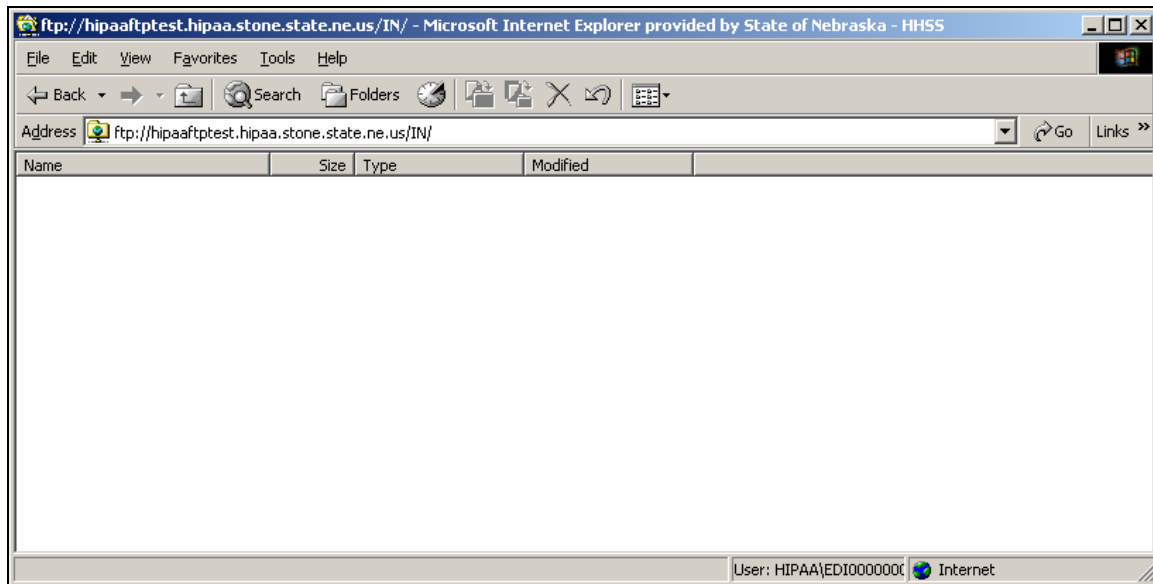 ftp://hipaaftptest.hipaa.stone.state.ne.us/IN/ - Microsoft Internet Explorer provided by State of Nebraska - HHSS
File Edit View Favorites Tools Help
Back Search Folders
Address ftp://hipaaftptest.hipaa.stone.state.ne.us/IN/ Go Links »
Name Size Type Modified
User: HIPAA\EDI0000000 Internet